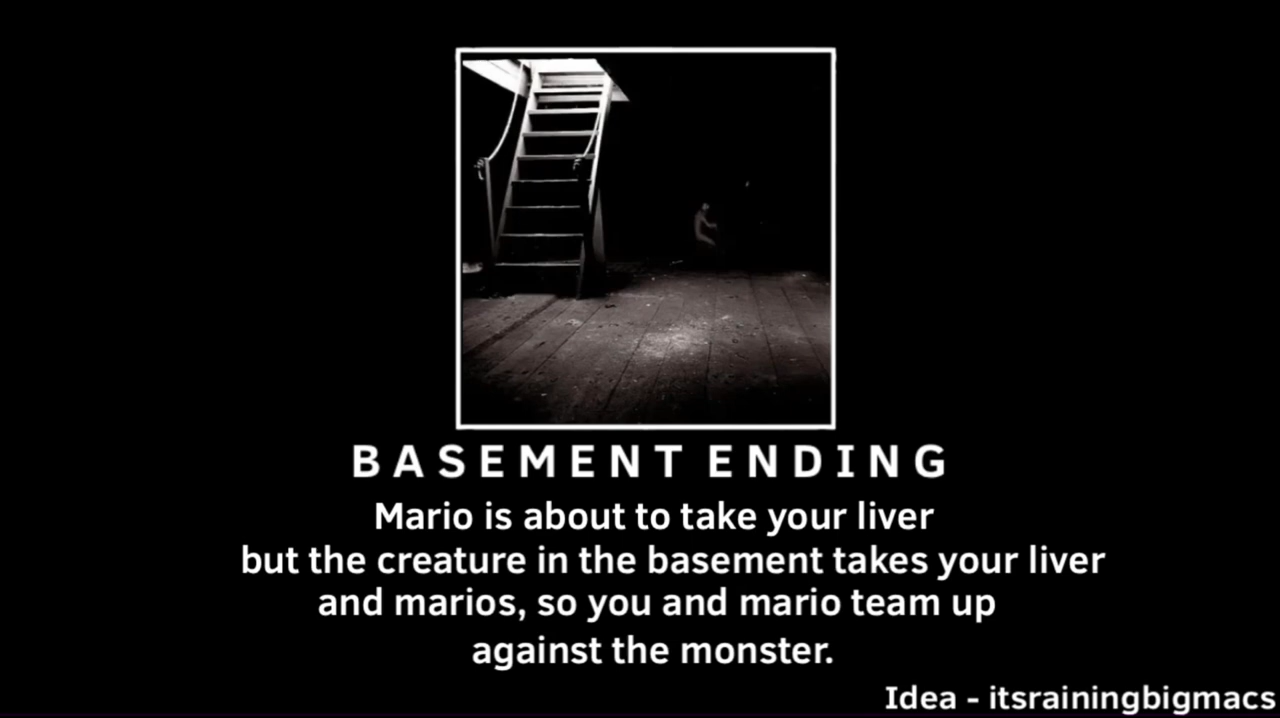 BASEMENT ENDING
Mario is about to take your liver
but the creature in the basement takes your liver
and marios, so you and mario team up
against the monster.
Idea - itsrainingbigmacs